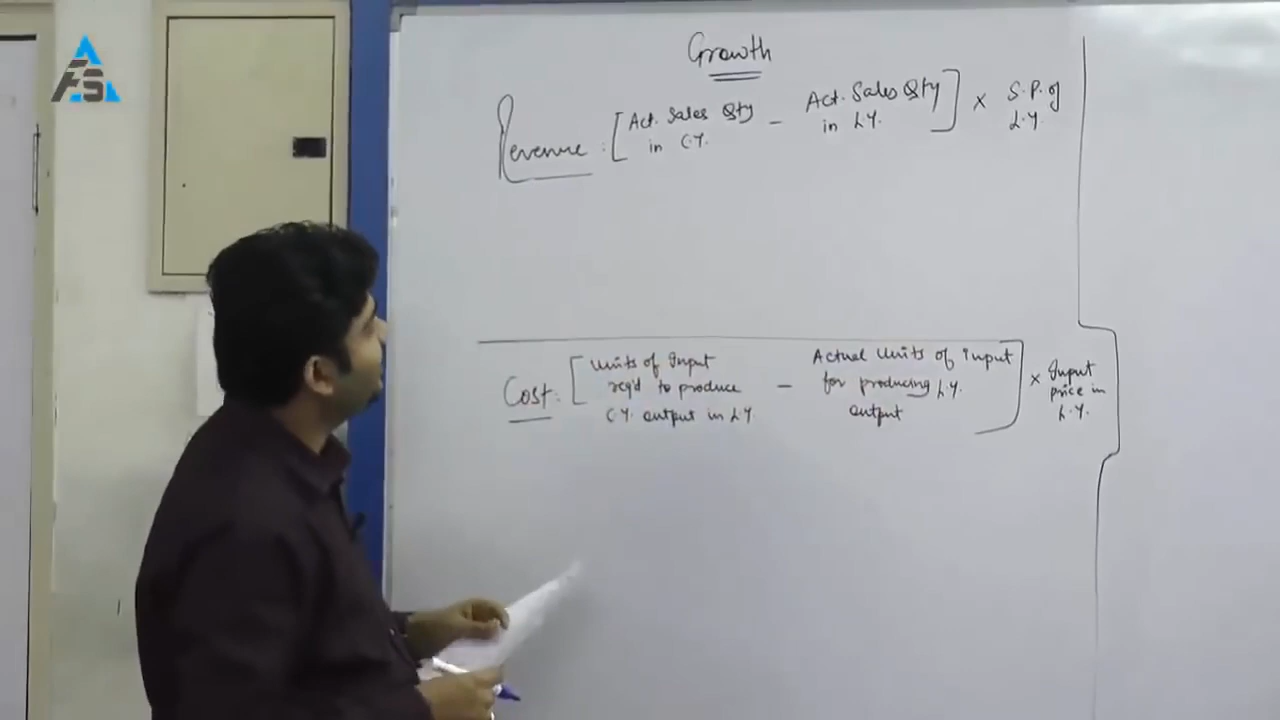 FS
Growth
Revenue : [Act. Sales Qty in C.Y. - Act. Sales Qty in L.Y.] × S.P. of L.Y.
Cost : [Units of Input req'd to produce C.Y. output in L.Y. - Actual Units of input for producing L.Y. output] × Input price in L.Y.